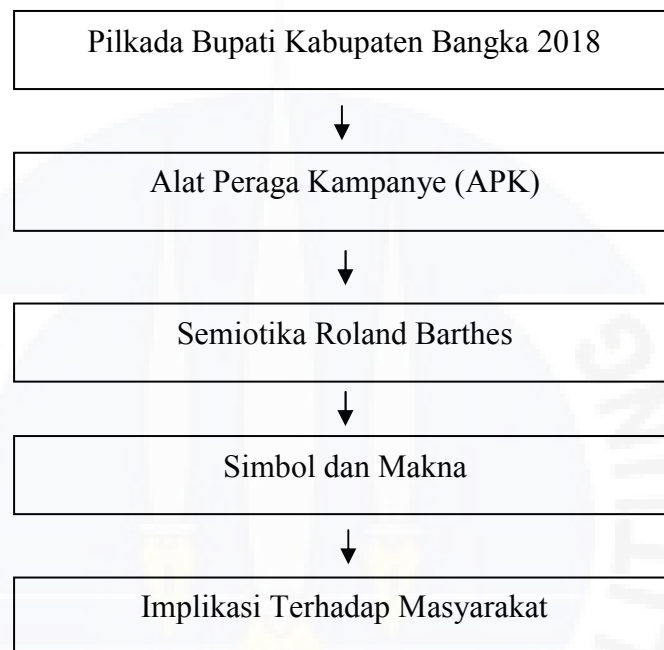 Pilkada Bupati Kabupaten Bangka 2018
Alat Peraga Kampanye (APK)
Semiotika Roland Barthes
Simbol dan Makna
Implikasi Terhadap Masyarakat